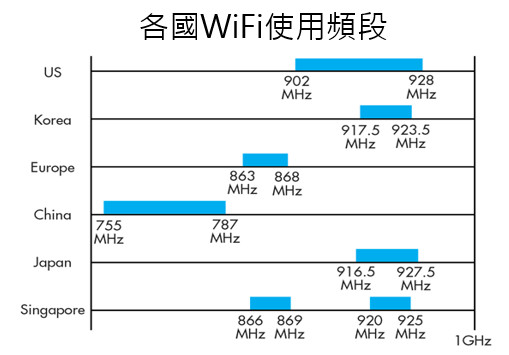 各國WiFi使用頻段
US
902 MHz
928 MHz
Korea
917.5 MHz
923.5 MHz
Europe
863 MHz
868 MHz
China
755 MHz
787 MHz
Japan
916.5 MHz
927.5 MHz
Singapore
866 MHz
869 MHz
920 MHz
925 MHz
1GHz